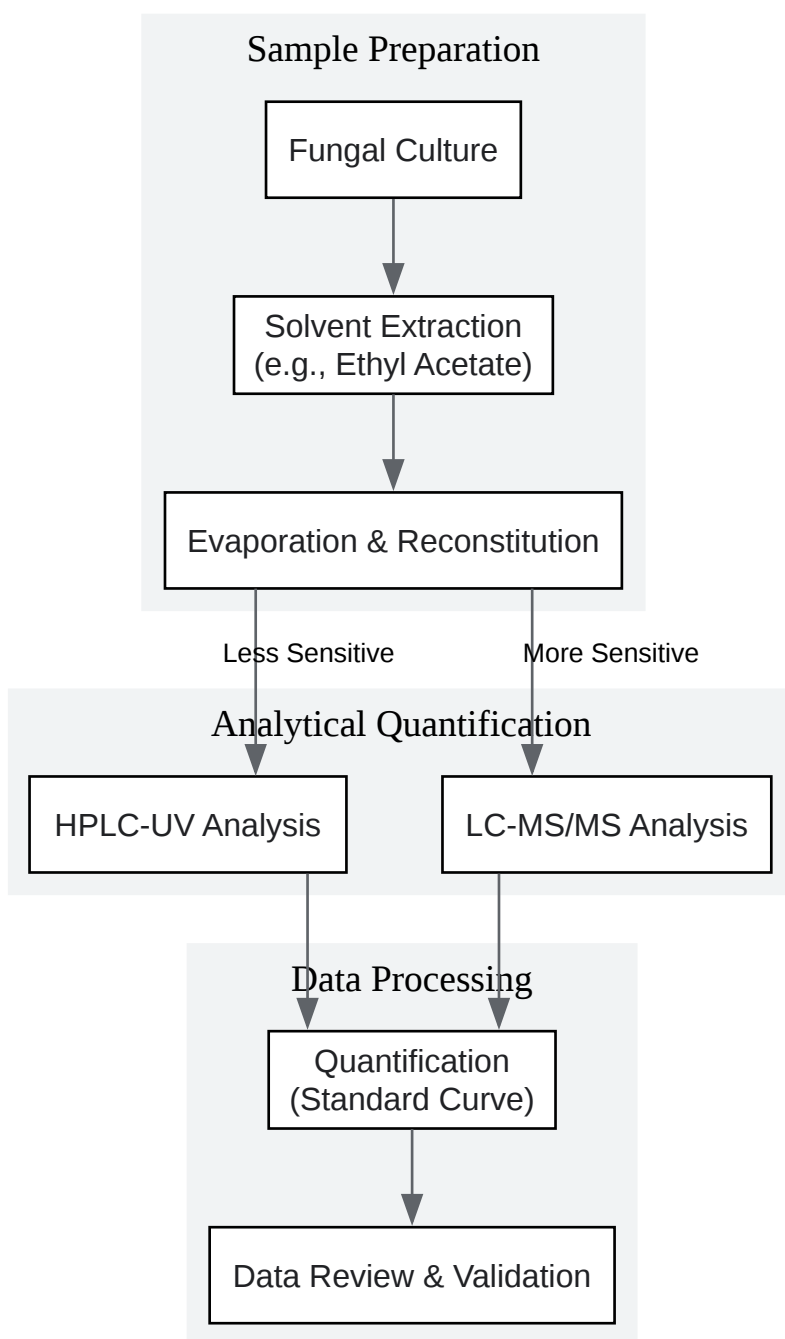 Sample Preparation
Fungal Culture
Solvent Extraction
(e.g., Ethyl Acetate)
Evaporation & Reconstitution
Less Sensitive
More Sensitive
Analytical Quantification
HPLC-UV Analysis
LC-MS/MS Analysis
Data Processing
Quantification
(Standard Curve)
Data Review & Validation